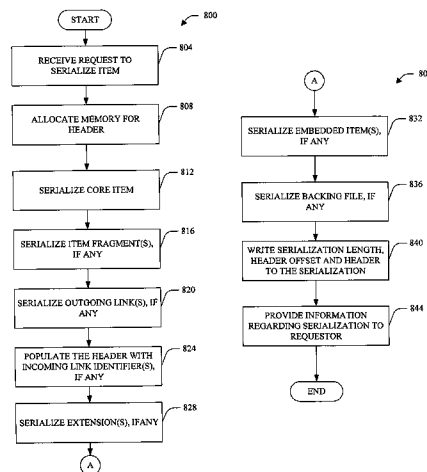 START
800
RECEIVE REQUEST TO
SERIALIZE ITEM
804
ALLOCATE MEMORY FOR
HEADER
808
SERIALIZE CORE ITEM
812
SERIALIZE ITEM FRAGMENT(S),
IF ANY
816
SERIALIZE OUTGOING LINK(S), IF
ANY
820
POPULATE THE HEADER WITH
INCOMING LINK IDENTIFIER(S),
IF ANY
824
SERIALIZE EXTENSION(S), IFANY
828
A
A
80
SERIALIZE EMBEDDED ITEM(S),
IF ANY
832
SERIALIZE BACKING FILE, IF
ANY
836
WRITE SERIALIZATION LENGTH,
HEADER OFFSET AND HEADER
TO THE SERIALIZATION
840
PROVIDE INFORMATION
REGARDING SERIALIZATION TO
REQUESTOR
844
END